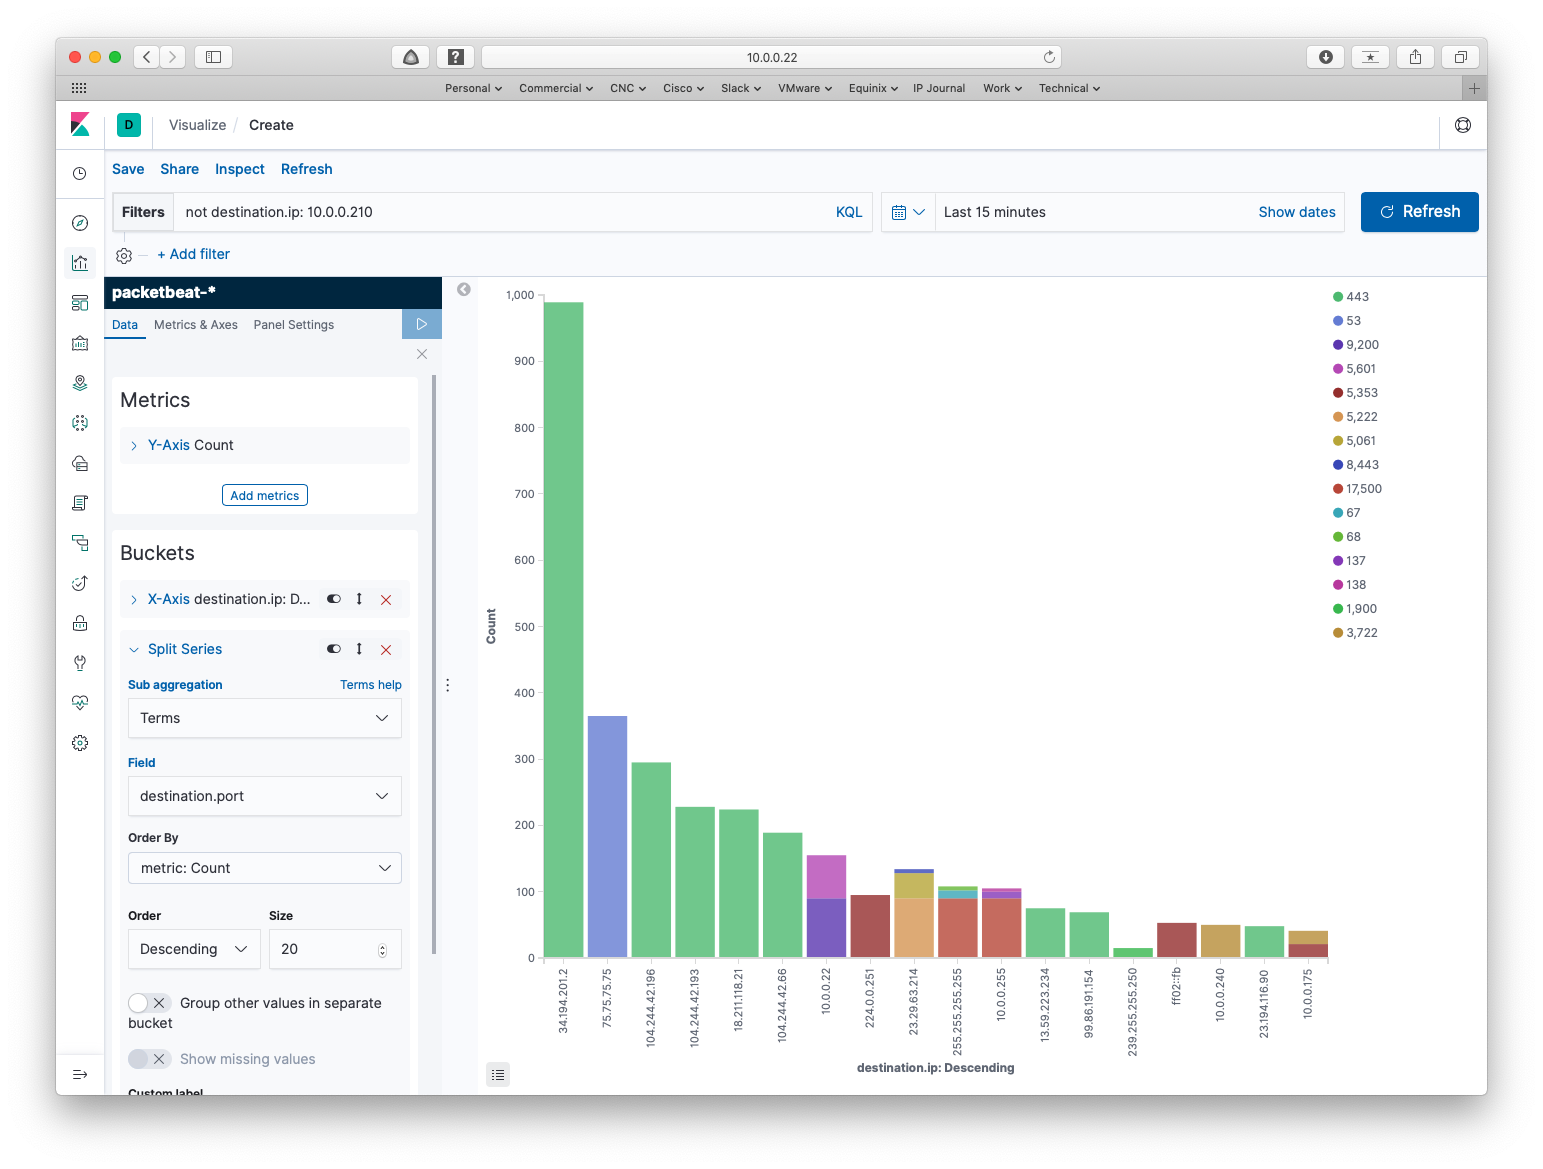 10.0.0.22
Personal Commercial CNC Cisco Slack VMware Equinix IP Journal Work Technical
D Visualize / Create
Save Share Inspect Refresh
Filters not destination.ip: 10.0.0.210 KQL Last 15 minutes Show dates Refresh
+ Add filter
packetbeat-*
Data Metrics & Axes Panel Settings
Metrics
Y-Axis Count
Add metrics
Buckets
X-Axis destination.ip: D...
Split Series
Sub aggregation Terms help
Terms
Field
destination.port
Order By
metric: Count
Order Size
Descending 20
Group other values in separate
bucket
Show missing values
Custom label
1,000
900
800
700
600
500
400
300
200
100
0
Count
34.194.201.2
75.75.75.75
104.244.42.196
104.244.42.193
18.211.118.21
104.244.42.66
10.0.0.22
224.0.0.251
23.29.63.214
255.255.255.255
10.0.0.255
13.59.223.234
99.86.191.154
239.255.255.250
ff02::fb
10.0.0.240
23.194.116.90
10.0.0.175
destination.ip: Descending
443
53
9,200
5,601
5,353
5,222
5,061
8,443
17,500
67
68
137
138
1,900
3,722